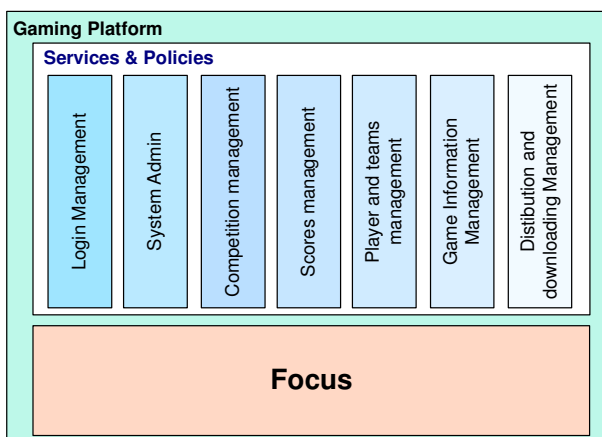 Gaming Platform
Services & Policies
Login Management
System Admin
Competition management
Scores management
Player and teams
management
Game Information
Management
Distibution and
downloading Management
Focus